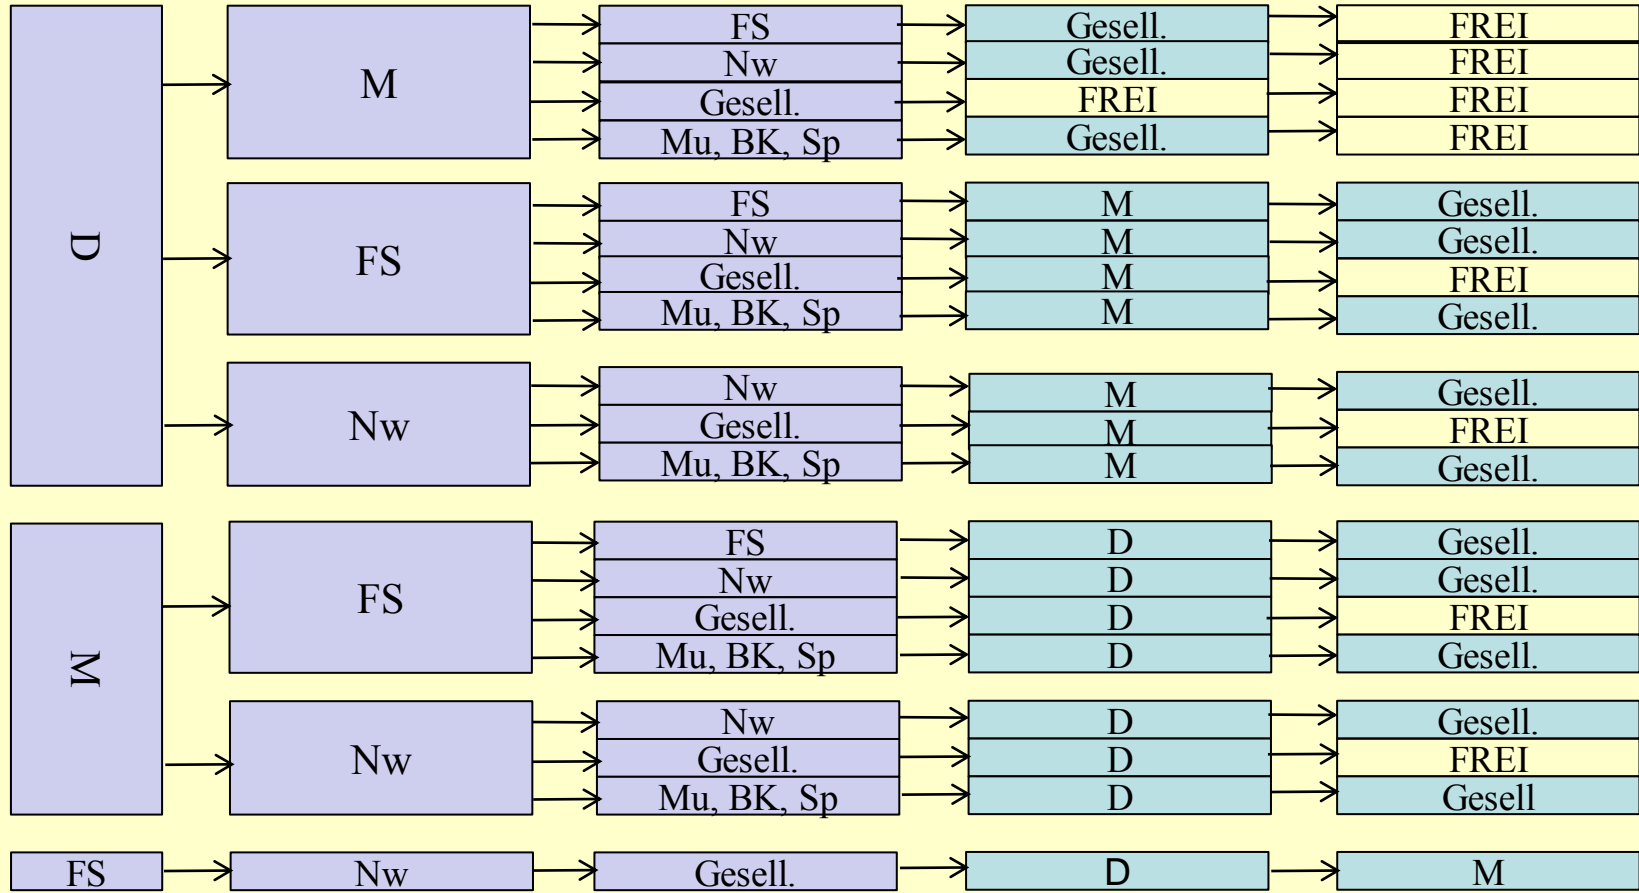 D
M
FS Gesell. FREI
Nw Gesell. FREI
Gesell. FREI FREI
Mu, BK, Sp Gesell. FREI
FS
FS M Gesell.
Nw M Gesell.
Gesell. M FREI
Mu, BK, Sp M Gesell.
Nw
Nw M Gesell.
Gesell. M FREI
Mu, BK, Sp M Gesell.
M
FS
FS D Gesell.
Nw D Gesell.
Gesell. D FREI
Mu, BK, Sp D Gesell.
Nw
Nw D Gesell.
Gesell. D FREI
Mu, BK, Sp D Gesell
FS Nw Gesell. D M